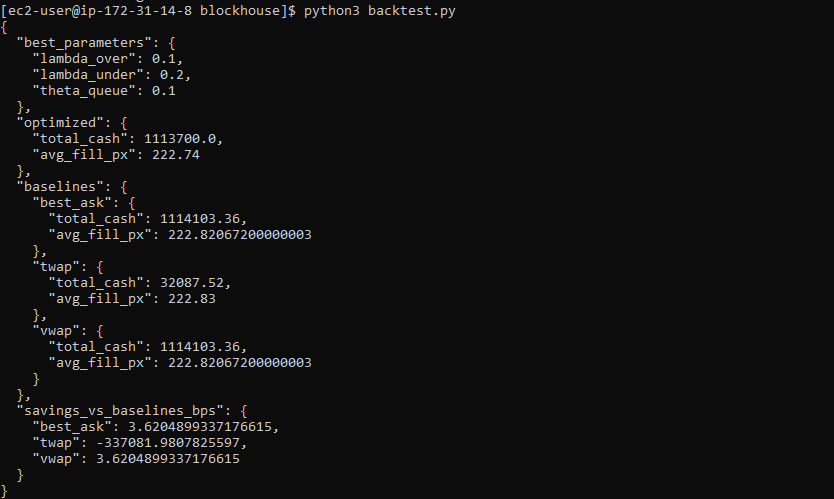 [ec2-user@ip-172-31-14-8 blockhouse]$ python3 backtest.py
{
  "best_parameters": {
    "lambda_over": 0.1,
    "lambda_under": 0.2,
    "theta_queue": 0.1
  },
  "optimized": {
    "total_cash": 1113700.0,
    "avg_fill_px": 222.74
  },
  "baselines": {
    "best_ask": {
      "total_cash": 1114103.36,
      "avg_fill_px": 222.82067200000003
    },
    "twap": {
      "total_cash": 32087.52,
      "avg_fill_px": 222.83
    },
    "vwap": {
      "total_cash": 1114103.36,
      "avg_fill_px": 222.82067200000003
    }
  },
  "savings_vs_baselines_bps": {
    "best_ask": 3.6204899337176615,
    "twap": -337081.9807825597,
    "vwap": 3.6204899337176615
  }
}